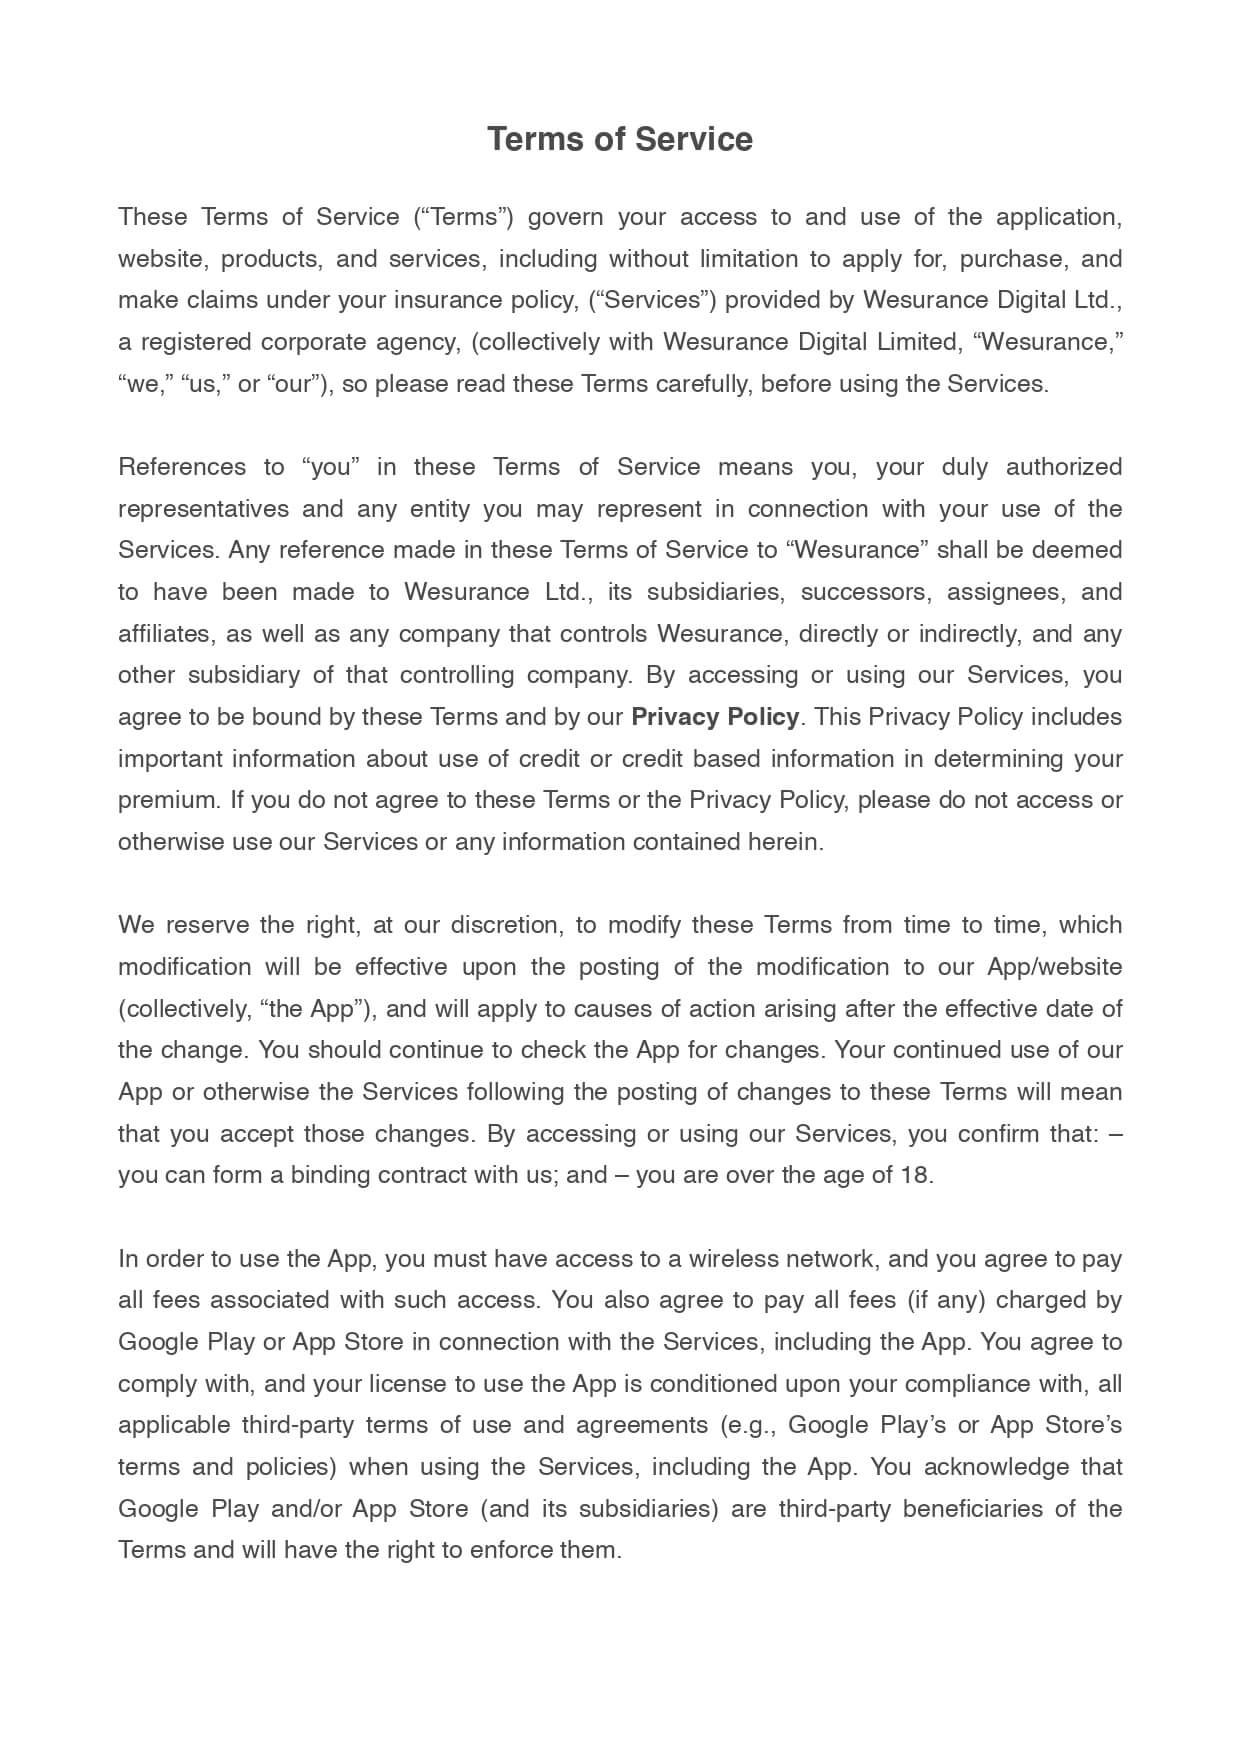 Terms of Service
These Terms of Service (“Terms”) govern your access to and use of the application,
website, products, and services, including without limitation to apply for, purchase, and
make claims under your insurance policy, (“Services”) provided by Wesurance Digital Ltd.,
a registered corporate agency, (collectively with Wesurance Digital Limited, “Wesurance,”
“we,” “us,” or “our”), so please read these Terms carefully, before using the Services.
References to “you” in these Terms of Service means you, your duly authorized
representatives and any entity you may represent in connection with your use of the
Services. Any reference made in these Terms of Service to “Wesurance” shall be deemed
to have been made to Wesurance Ltd., its subsidiaries, successors, assignees, and
affiliates, as well as any company that controls Wesurance, directly or indirectly, and any
other subsidiary of that controlling company. By accessing or using our Services, you
agree to be bound by these Terms and by our Privacy Policy. This Privacy Policy includes
important information about use of credit or credit based information in determining your
premium. If you do not agree to these Terms or the Privacy Policy, please do not access or
otherwise use our Services or any information contained herein.
We reserve the right, at our discretion, to modify these Terms from time to time, which
modification will be effective upon the posting of the modification to our App/website
(collectively, “the App”), and will apply to causes of action arising after the effective date of
the change. You should continue to check the App for changes. Your continued use of our
App or otherwise the Services following the posting of changes to these Terms will mean
that you accept those changes. By accessing or using our Services, you confirm that: –
you can form a binding contract with us; and – you are over the age of 18.
In order to use the App, you must have access to a wireless network, and you agree to pay
all fees associated with such access. You also agree to pay all fees (if any) charged by
Google Play or App Store in connection with the Services, including the App. You agree to
comply with, and your license to use the App is conditioned upon your compliance with, all
applicable third-party terms of use and agreements (e.g., Google Play’s or App Store’s
terms and policies) when using the Services, including the App. You acknowledge that
Google Play and/or App Store (and its subsidiaries) are third-party beneficiaries of the
Terms and will have the right to enforce them.